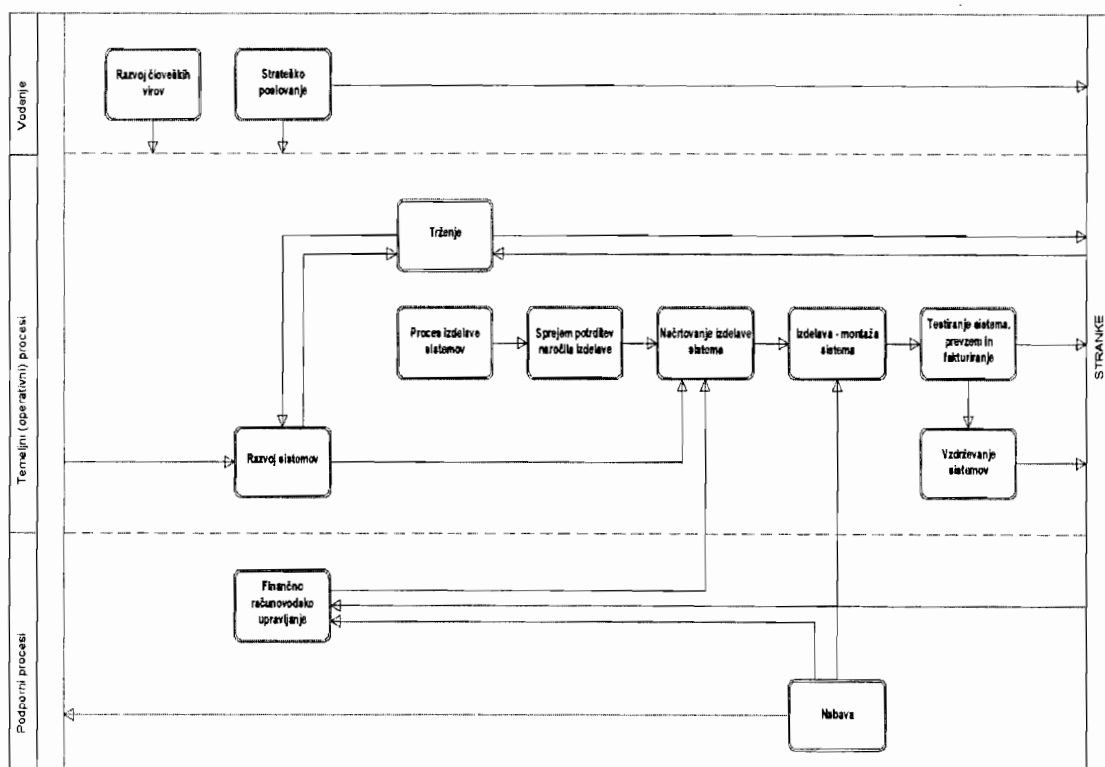 Vodenje
Razvoj človeških
virov
Strateško
poslovanje
Temeljni (operativni) procesi
Trženje
Proces izdelave
sistemov
Sprejem potrditev
naročila izdelave
Načrtovanje izdelave
sistema
Izdelava - montaža
sistema
Testiranje sistema,
prevzem in
fakturiranje
Razvoj sistemov
Vzdrževanje
sistemov
STRANKE
Podporni procesi
Finančno
računovodsko
upravljanje
Nabava